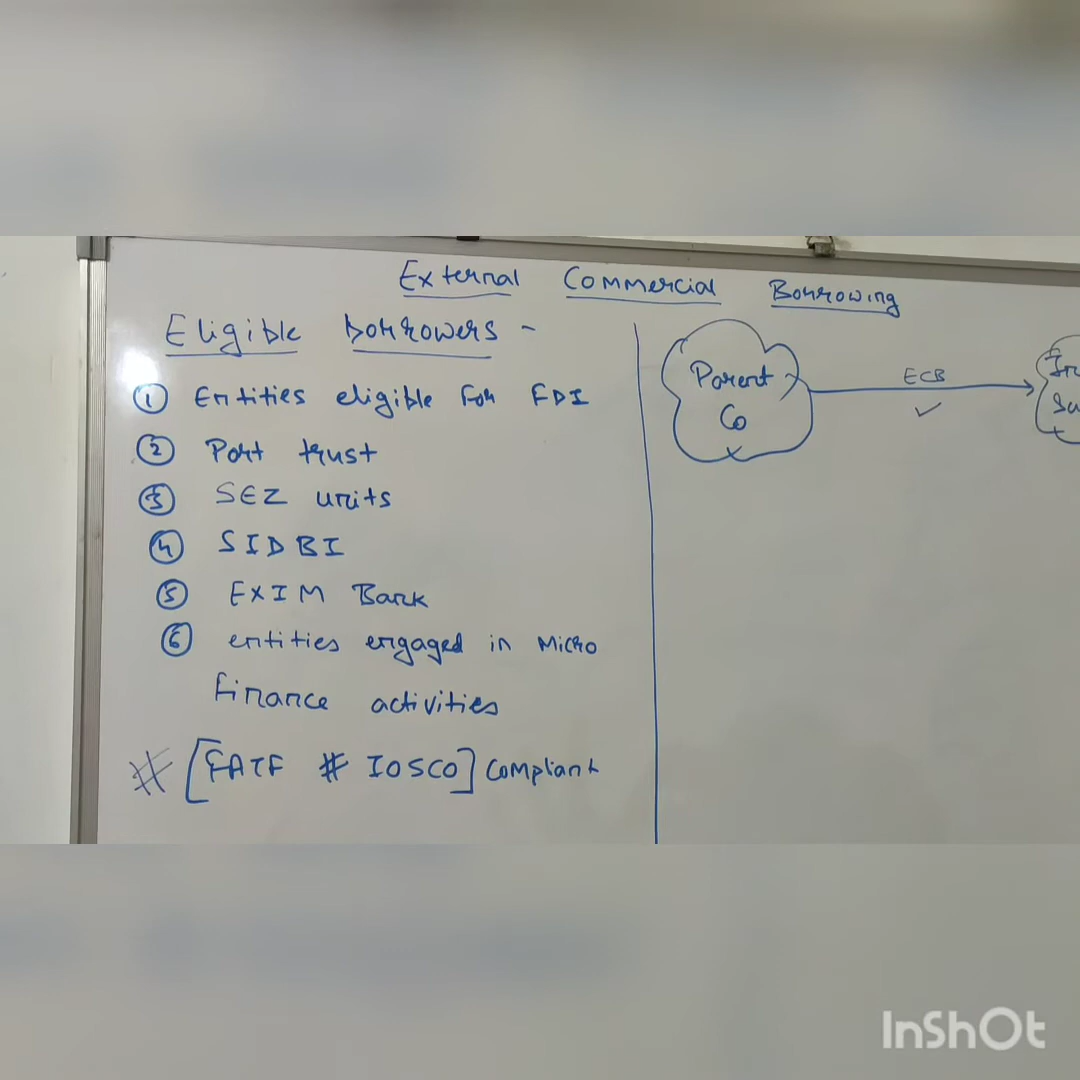 External Commercial Borrowing
Eligible borrowers -
① Entities eligible for FDI
② Port trust
③ SEZ units
④ SIDBI
⑤ EXIM Bank
⑥ entities engaged in Micro
finance activities
# [FATF # IOSCO] Compliant
Parent
Co
ECB
✓
InShOt